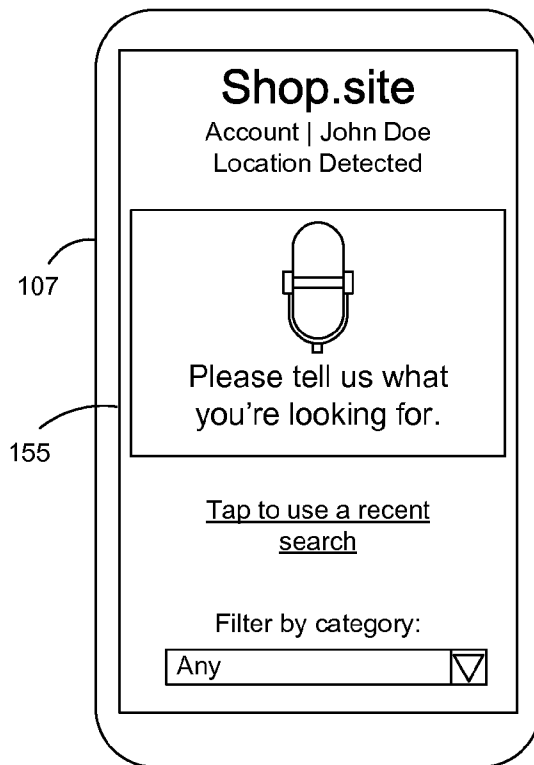 Shop.site
Account | John Doe
Location Detected
107
Please tell us what
you're looking for.
155
Tap to use a recent
search
Filter by category:
Any